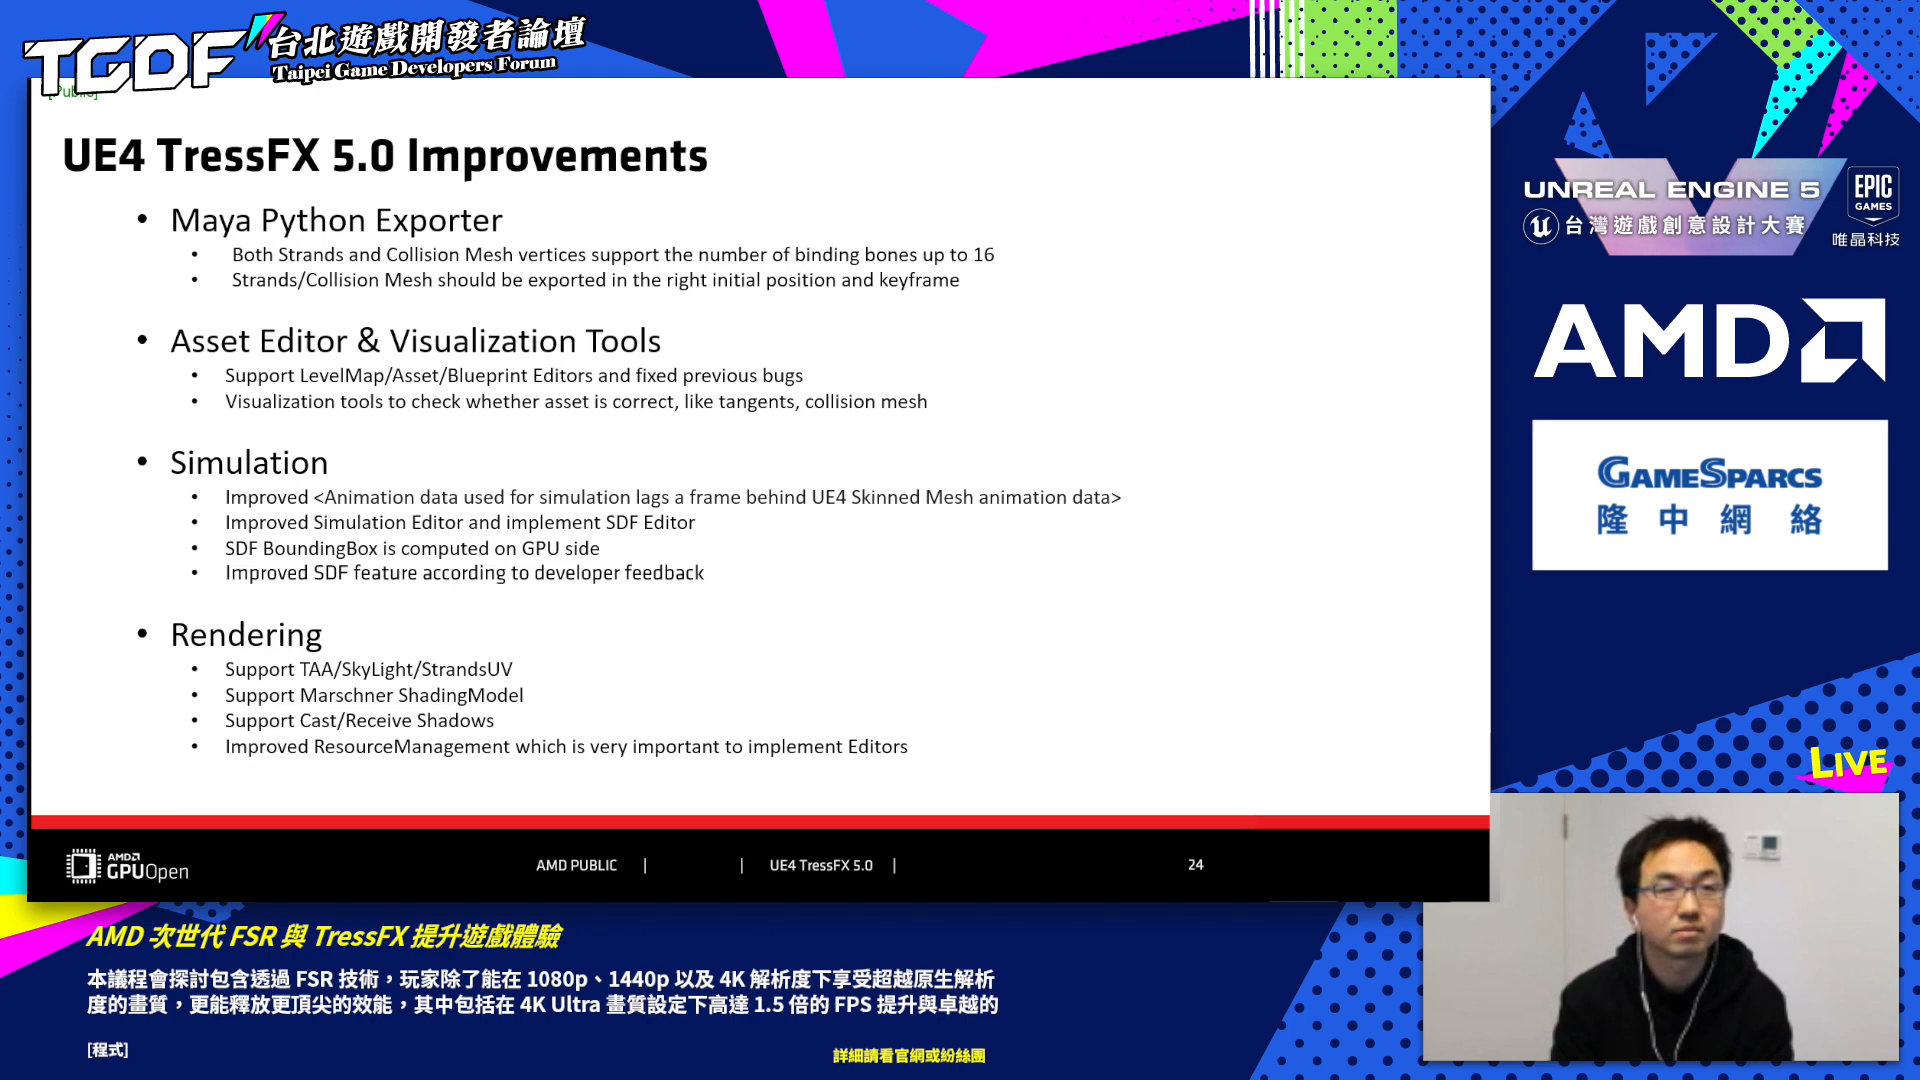 TGDF 台北遊戲開發者論壇
Taipei Game Developers Forum
[Public]
UE4 TressFX 5.0 Improvements
• Maya Python Exporter
• Both Strands and Collision Mesh vertices support the number of binding bones up to 16
• Strands/Collision Mesh should be exported in the right initial position and keyframe
• Asset Editor & Visualization Tools
• Support LevelMap/Asset/Blueprint Editors and fixed previous bugs
• Visualization tools to check whether asset is correct, like tangents, collision mesh
• Simulation
• Improved <Animation data used for simulation lags a frame behind UE4 Skinned Mesh animation data>
• Improved Simulation Editor and implement SDF Editor
• SDF BoundingBox is computed on GPU side
• Improved SDF feature according to developer feedback
• Rendering
• Support TAA/SkyLight/StrandsUV
• Support Marschner ShadingModel
• Support Cast/Receive Shadows
• Improved ResourceManagement which is very important to implement Editors
AMD GPUOpen
AMD PUBLIC | | UE4 TressFX 5.0 | 24
UNREAL ENGINE 5
台灣遊戲創意設計大賽
EPIC GAMES
唯晶科技
AMD
GAMESPARCS
隆中網絡
LIVE
AMD 次世代 FSR 與 TressFX 提升遊戲體驗
本議程會探討包含透過 FSR 技術，玩家除了能在 1080p、1440p 以及 4K 解析度下享受超越原生解析
度的畫質，更能釋放更頂尖的效能，其中包括在 4K Ultra 畫質設定下高達 1.5 倍的 FPS 提升與卓越的
[程式]
詳細請看官網或紛絲團